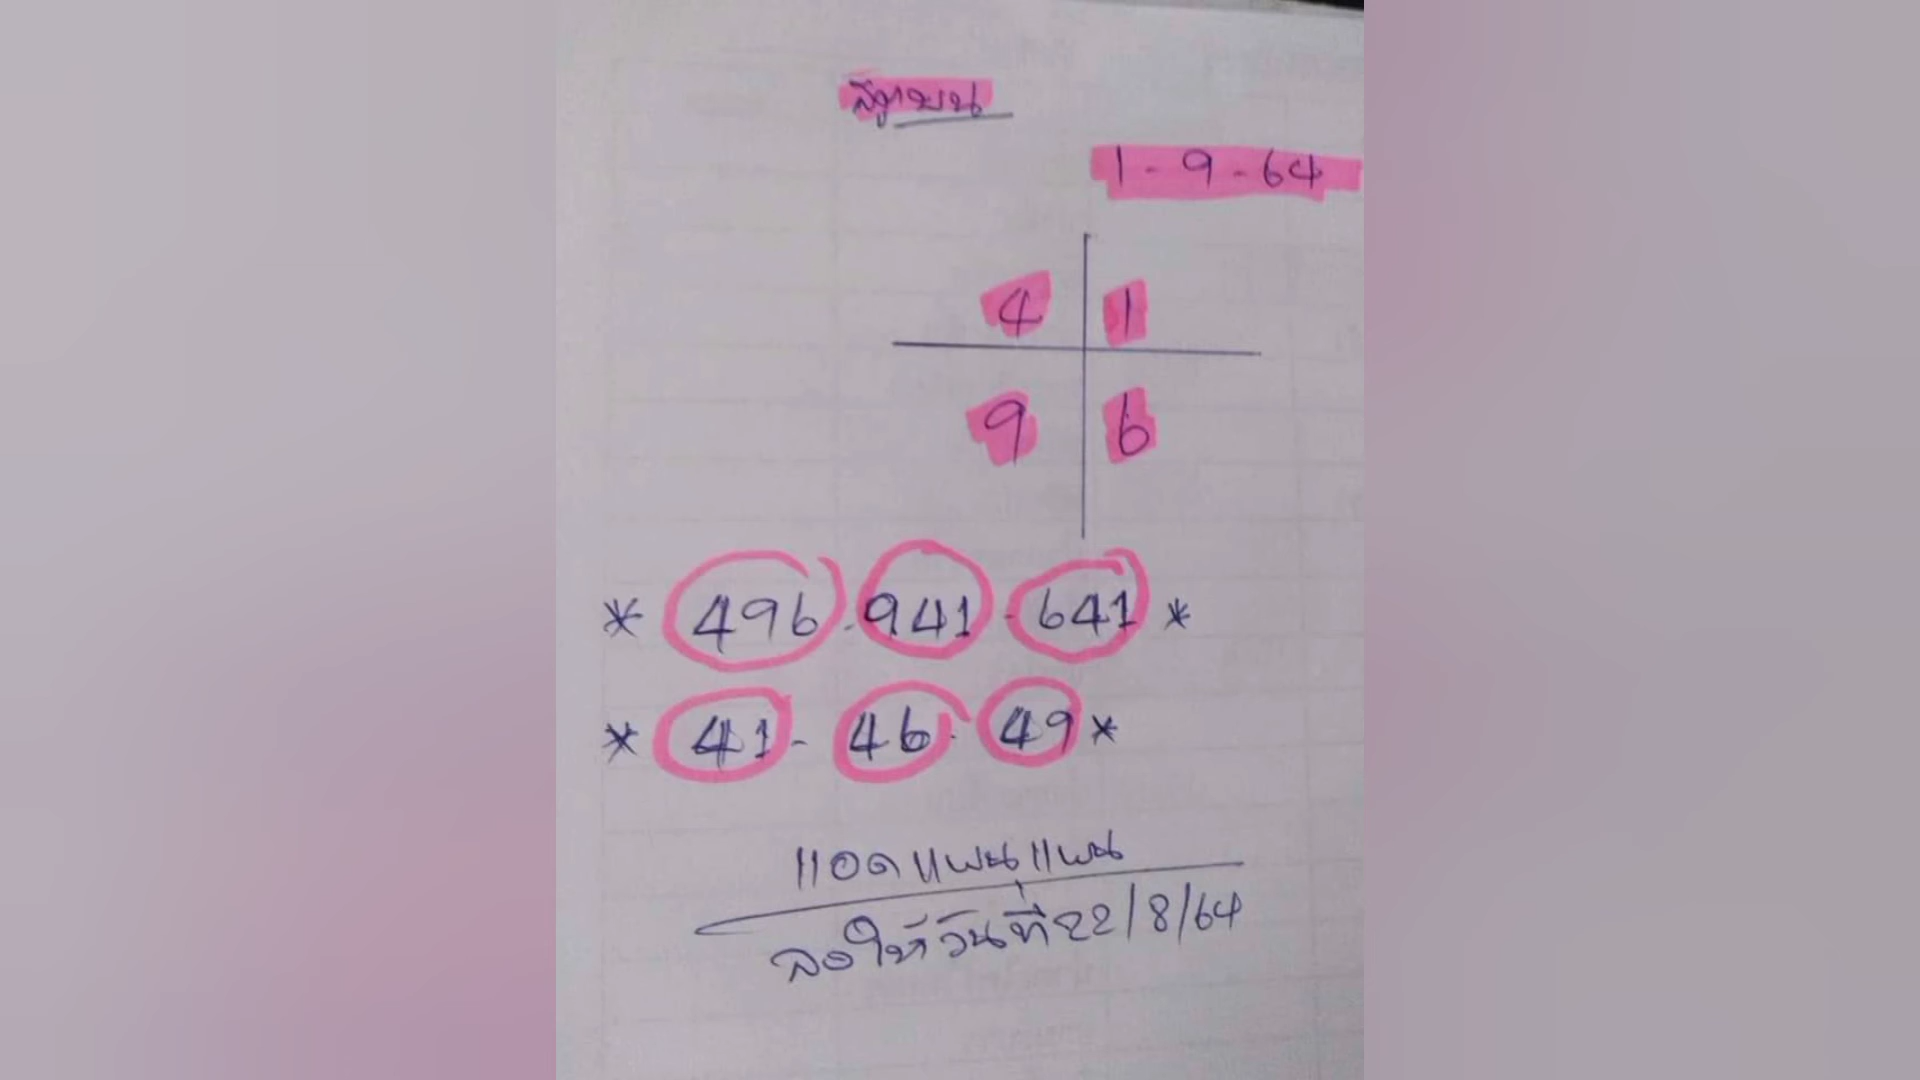 1 - 9 - 64
4 1
9 6
* 496 - 941 - 641 *
* 41 - 46 - 49 *
แอด แพน แพน
ลงให้วันที่ 22/8/64